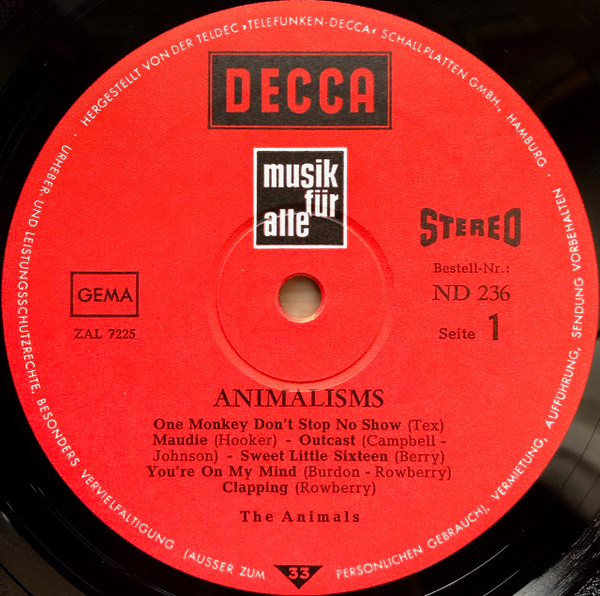 HERGESTELLT VON DER TELDEC »TELEFUNKEN-DECCA« SCHALLPLATTEN GMBH., HAMBURG ·
URHEBER- UND LEISTUNGSSCHUTZRECHTE, BESONDERS VERVIELFÄLTIGUNG (AUSSER ZUM PERSÖNLICHEN GEBRAUCH), VERMIETUNG, AUFFÜHRUNG, SENDUNG VORBEHALTEN ·
DECCA
musik
für
alle
STEREO
Bestell-Nr.:
GEMA
ND 236
ZAL 7225
Seite 1
ANIMALISMS
One Monkey Don't Stop No Show (Tex)
Maudie (Hooker) - Outcast (Campbell -
Johnson) - Sweet Little Sixteen (Berry)
You're On My Mind (Burdon - Rowberry)
Clapping (Rowberry)
The Animals
33